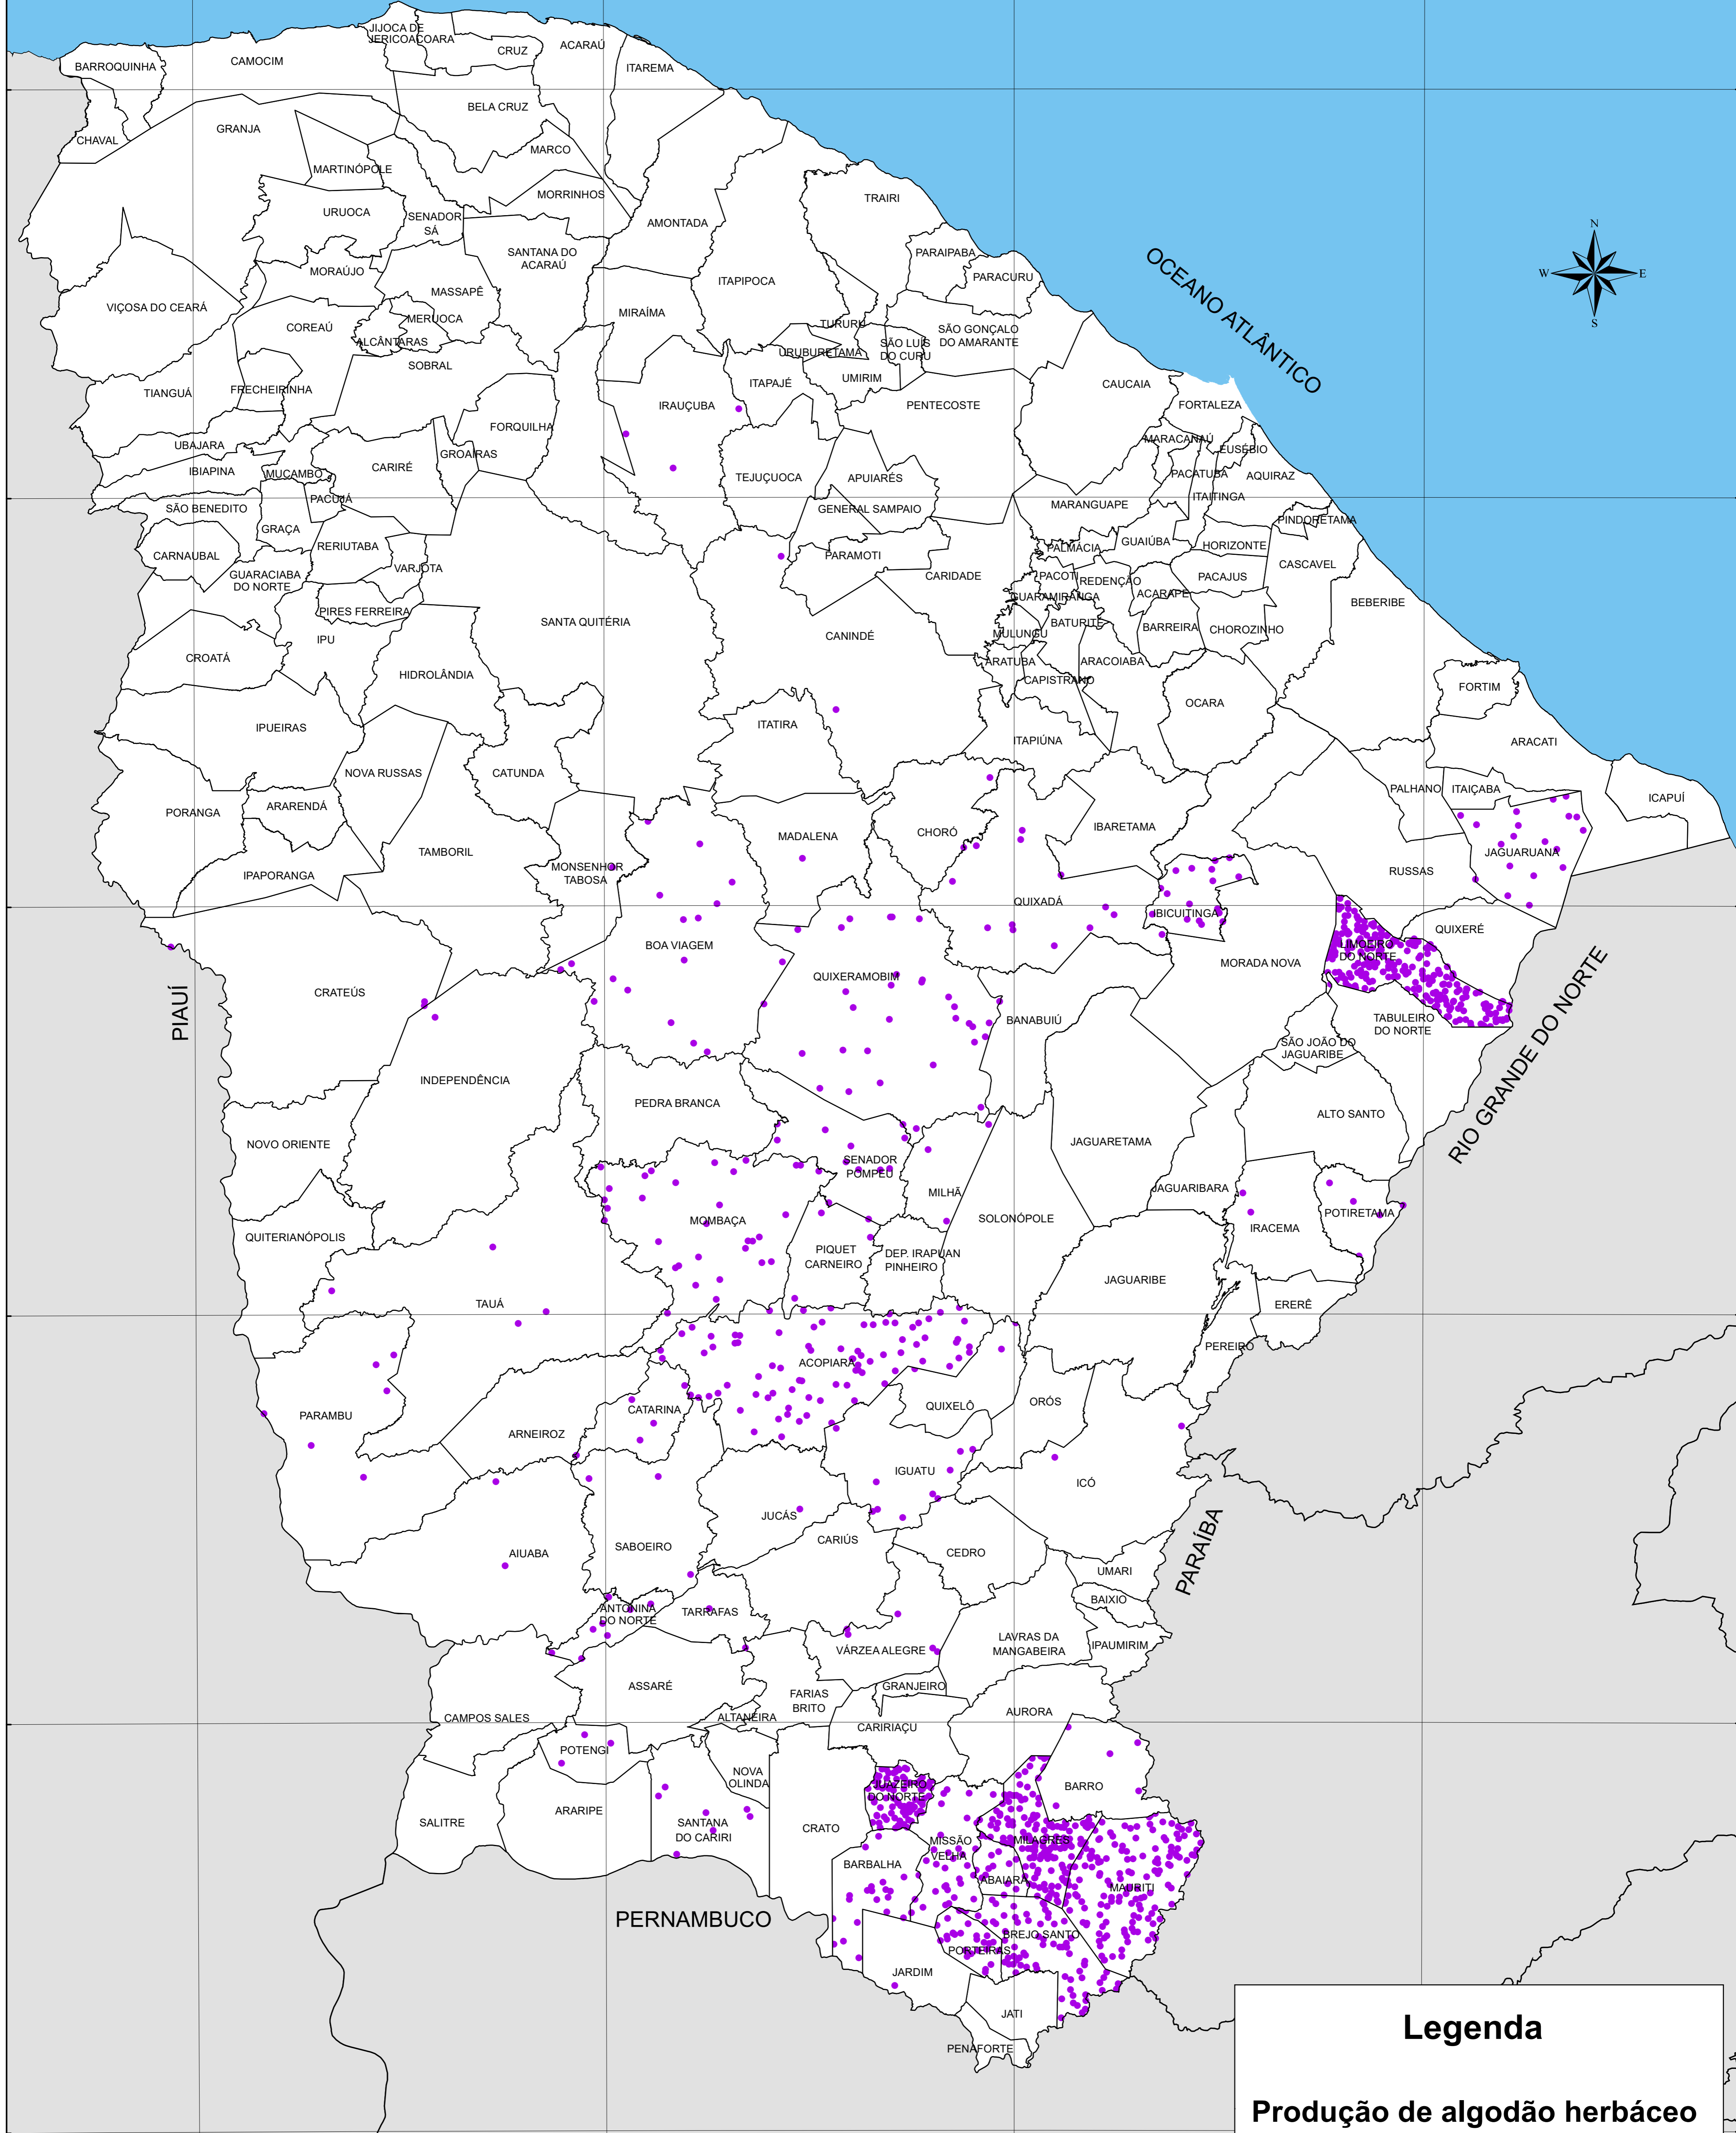 JIJOCA DE
JERICOACOARA
CRUZ
ACARAÚ
ITAREMA
BARROQUINHA
CAMOCIM
BELA CRUZ
GRANJA
CHAVAL
MARCO
MARTINÓPOLE
MORRINHOS
TRAIRI
URUOCA
SENADOR
SÁ
AMONTADA
SANTANA DO
ACARAÚ
PARAIPABA
PARACURU
OCEANO ATLÂNTICO
N
W
E
S
MORAÚJO
ITAPIPOCA
MASSAPÊ
VIÇOSA DO CEARÁ
MIRAÍMA
MERUOCA
COREAÚ
TURURU
SÃO GONÇALO
DO AMARANTE
ALCÂNTARAS
SÃO LUÍS
DO CURU
URUBURETAMA
SOBRAL
UMIRIM
ITAPAJÉ
CAUCAIA
TIANGUÁ
FRECHEIRINHA
IRAUÇUBA
PENTECOSTE
FORTALEZA
FORQUILHA
MARACANAÚ
EUSÉBIO
UBAJARA
GROAÍRAS
IBIAPINA
MUCAMBO
CARIRÉ
TEJUÇUOCA
APUIARÉS
PACATUBA
AQUIRAZ
PACUJÁ
ITAITINGA
SÃO BENEDITO
GENERAL SAMPAIO
MARANGUAPE
PINDORETAMA
GRAÇA
CARNAUBAL
RERIUTABA
PARAMOTI
PALMÁCIA
GUAIÚBA
HORIZONTE
GUARACIABA
DO NORTE
VARJOTA
CARIDADE
PACOTI
REDENÇÃO
PACAJUS
CASCAVEL
GUARAMIRANGA
ACARAPE
BEBERIBE
PIRES FERREIRA
SANTA QUITÉRIA
BATURITÉ
BARREIRA
CHOROZINHO
IPU
CANINDÉ
MULUNGU
CROATÁ
ARATUBA
ARACOIABA
HIDROLÂNDIA
CAPISTRANO
FORTIM
OCARA
IPUEIRAS
ITATIRA
ITAPIÚNA
ARACATI
NOVA RUSSAS
CATUNDA
PALHANO
ITAIÇABA
ICAPUÍ
PORANGA
ARARENDÁ
MADALENA
CHORÓ
IBARETAMA
TAMBORIL
JAGUARUANA
MONSENHOR
TABOSA
IPAPORANGA
RUSSAS
QUIXADÁ
IBICUITINGA
QUIXERÉ
LIMOEIRO
DO NORTE
BOA VIAGEM
MORADA NOVA
QUIXERAMOBIM
CRATEÚS
PIAUÍ
BANABUIÚ
TABULEIRO
DO NORTE
RIO GRANDE DO NORTE
SÃO JOÃO DO
JAGUARIBE
INDEPENDÊNCIA
PEDRA BRANCA
ALTO SANTO
NOVO ORIENTE
JAGUARETAMA
SENADOR
POMPEU
MILHÃ
JAGUARIBARA
SOLONÓPOLE
MOMBAÇA
POTIRETAMA
IRACEMA
QUITERIANÓPOLIS
PIQUET
CARNEIRO
DEP. IRAPUAN
PINHEIRO
JAGUARIBE
TAUÁ
ERERÊ
PEREIRO
ACOPIARA
PARAMBU
CATARINA
QUIXELÔ
ORÓS
ARNEIROZ
IGUATU
ICÓ
JUCÁS
CARIÚS
SABOEIRO
CEDRO
AIUABA
UMARI
PARAÍBA
BAIXIO
ANTONINA
DO NORTE
TARRAFAS
VÁRZEA ALEGRE
LAVRAS DA
MANGABEIRA
IPAUMIRIM
ASSARÉ
FARIAS
BRITO
GRANJEIRO
AURORA
CAMPOS SALES
ALTANEIRA
CARIRIAÇU
POTENGI
NOVA
OLINDA
JUAZEIRO
DO NORTE
BARRO
ARARIPE
SALITRE
SANTANA
DO CARIRI
CRATO
MISSÃO
VELHA
MILAGRES
BARBALHA
ABAIARA
MAURITI
PERNAMBUCO
BREJO SANTO
PORTEIRAS
JARDIM
JATI
PENAFORTE
Legenda
Produção de algodão herbáceo